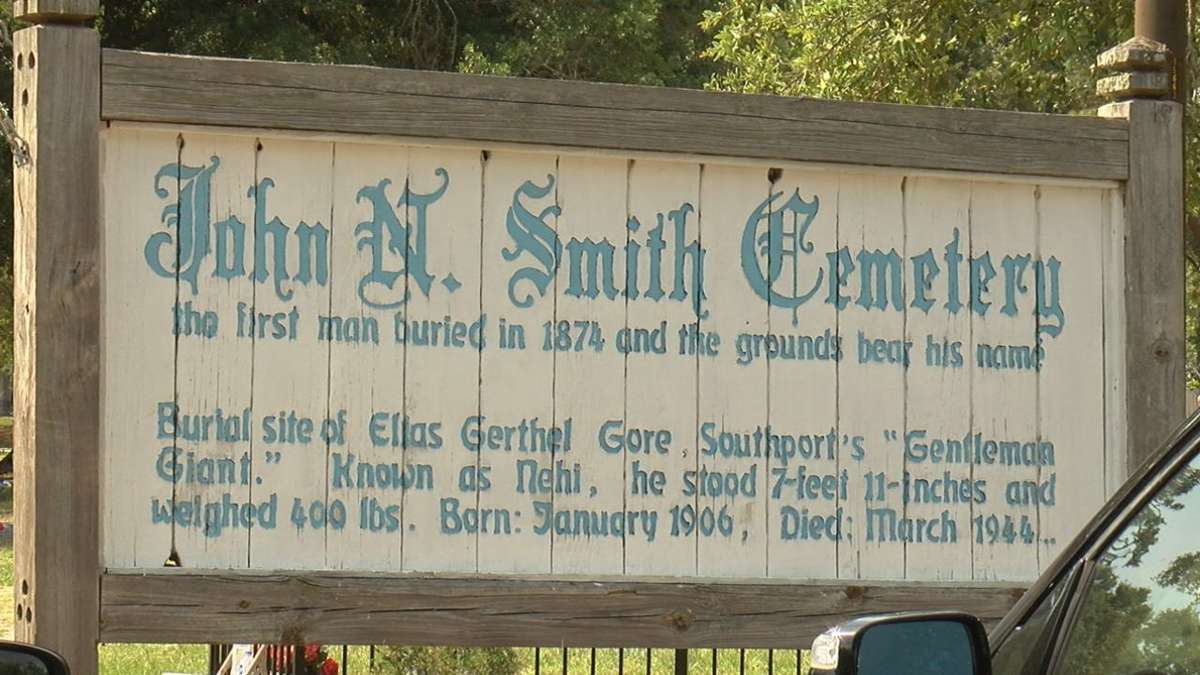 John N. Smith Cemetery
the first man buried in 1874 and the grounds bear his name
Burial site of Elias Gerthel Gore, Southport's "Gentleman
Giant." Known as Nehi, he stood 7-feet 11-inches and
weighed 400 lbs. Born: January 1906, Died: March 1944..